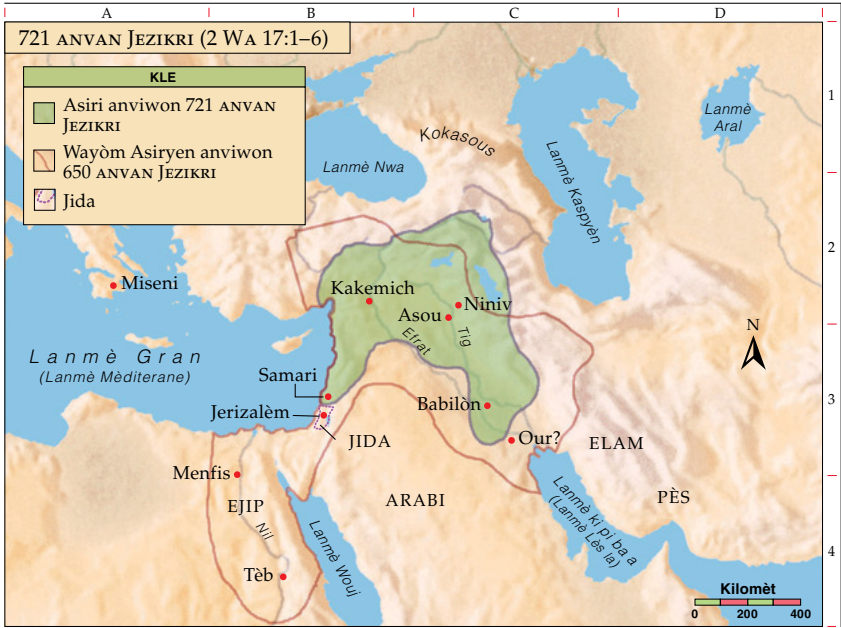 A B C D
721 ANVAN JEZIKRI (2 WA 17:1–6)
KLE
Asiri anviwon 721 ANVAN
JEZIKRI
Wayòm Asiryen anviwon
650 ANVAN JEZIKRI
Jida
1
2
3
4
Kokasous
Lanmè Nwa
Lanmè
Aral
Lanmè Kaspyèn
Miseni
Kakemich
Niniv
Asou
Efrat
Tig
N
Lanmè Gran
(Lanmè Mèditerane)
Samari
Jerizalèm
Babilòn
JIDA
Our?
ELAM
Menfis
EJIP
ARABI
PÈS
Nil
Lanmè Wouj
Lanmè ki pi ba a
(Lanmè Lès la)
Tèb
Kilomèt
0 200 400